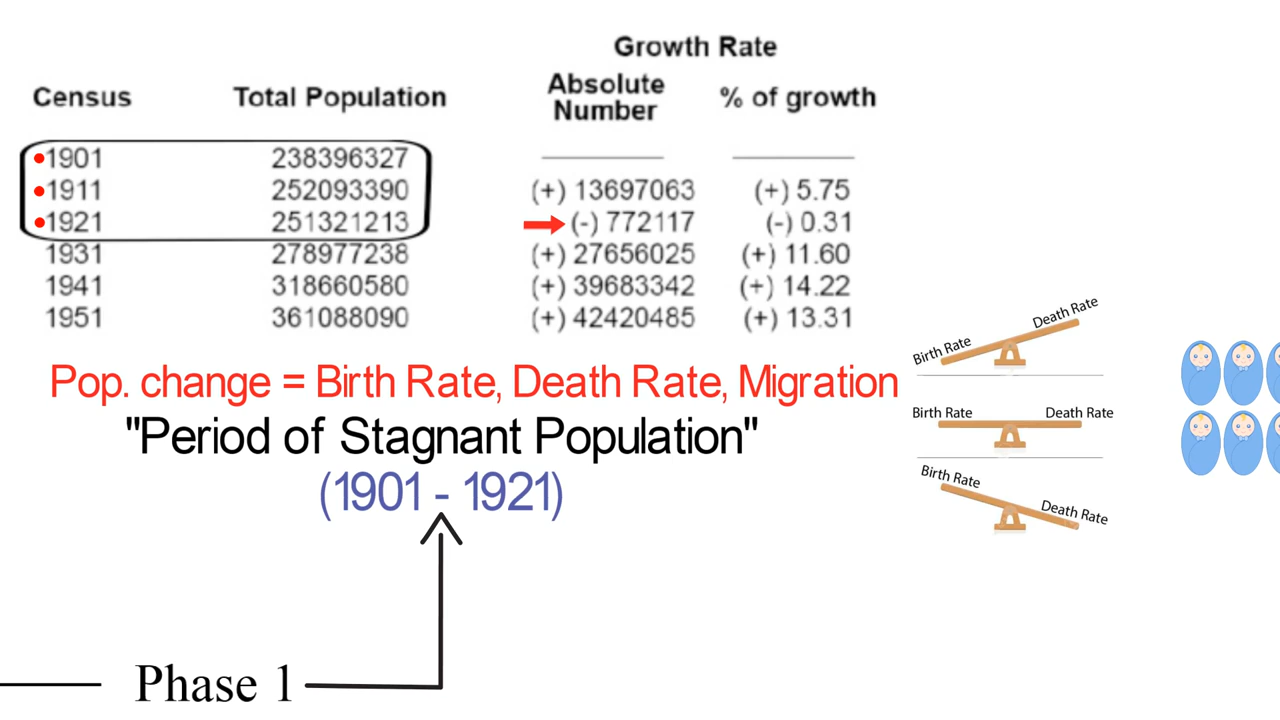 Growth Rate
Census Total Population Absolute Number % of growth
1901 238396327
1911 252093390 (+) 13697063 (+) 5.75
1921 251321213 (-) 772117 (-) 0.31
1931 278977238 (+) 27656025 (+) 11.60
1941 318660580 (+) 39683342 (+) 14.22
1951 361088090 (+) 42420485 (+) 13.31
Pop. change = Birth Rate, Death Rate, Migration
"Period of Stagnant Population"
(1901 - 1921)
Phase 1
Birth Rate Death Rate
Birth Rate Death Rate
Birth Rate Death Rate